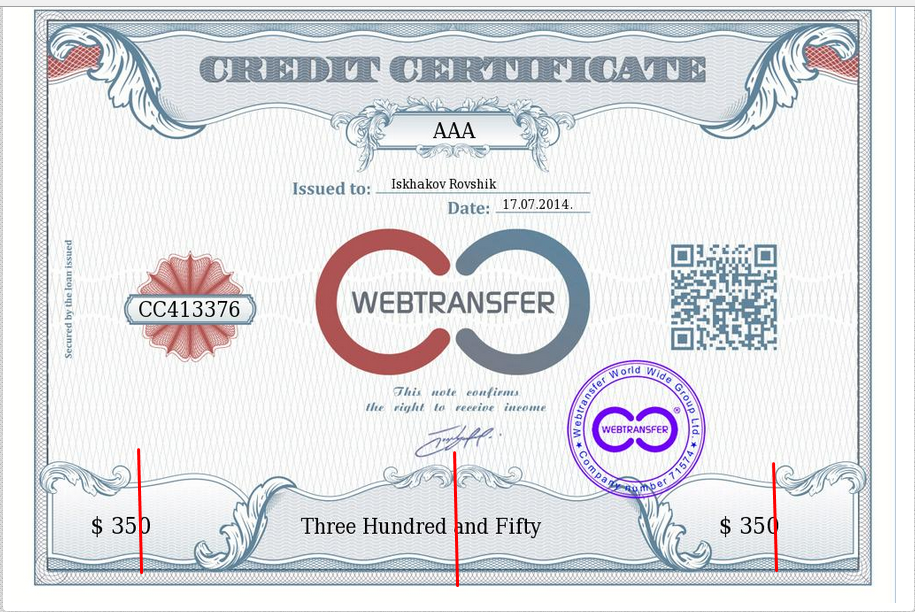 CREDIT CERTIFICATE
AAA
Issued to: Iskhakov Rovshik
Date: 17.07.2014.
Secured by the loan issued
CC413376
WEBTRANSFER
This note confirms
the right to receive income
Webtransfer World Wide Group Ltd.
WEBTRANSFER ®
★ Company number 71574 ★
$ 350
Three Hundred and Fifty
$ 350